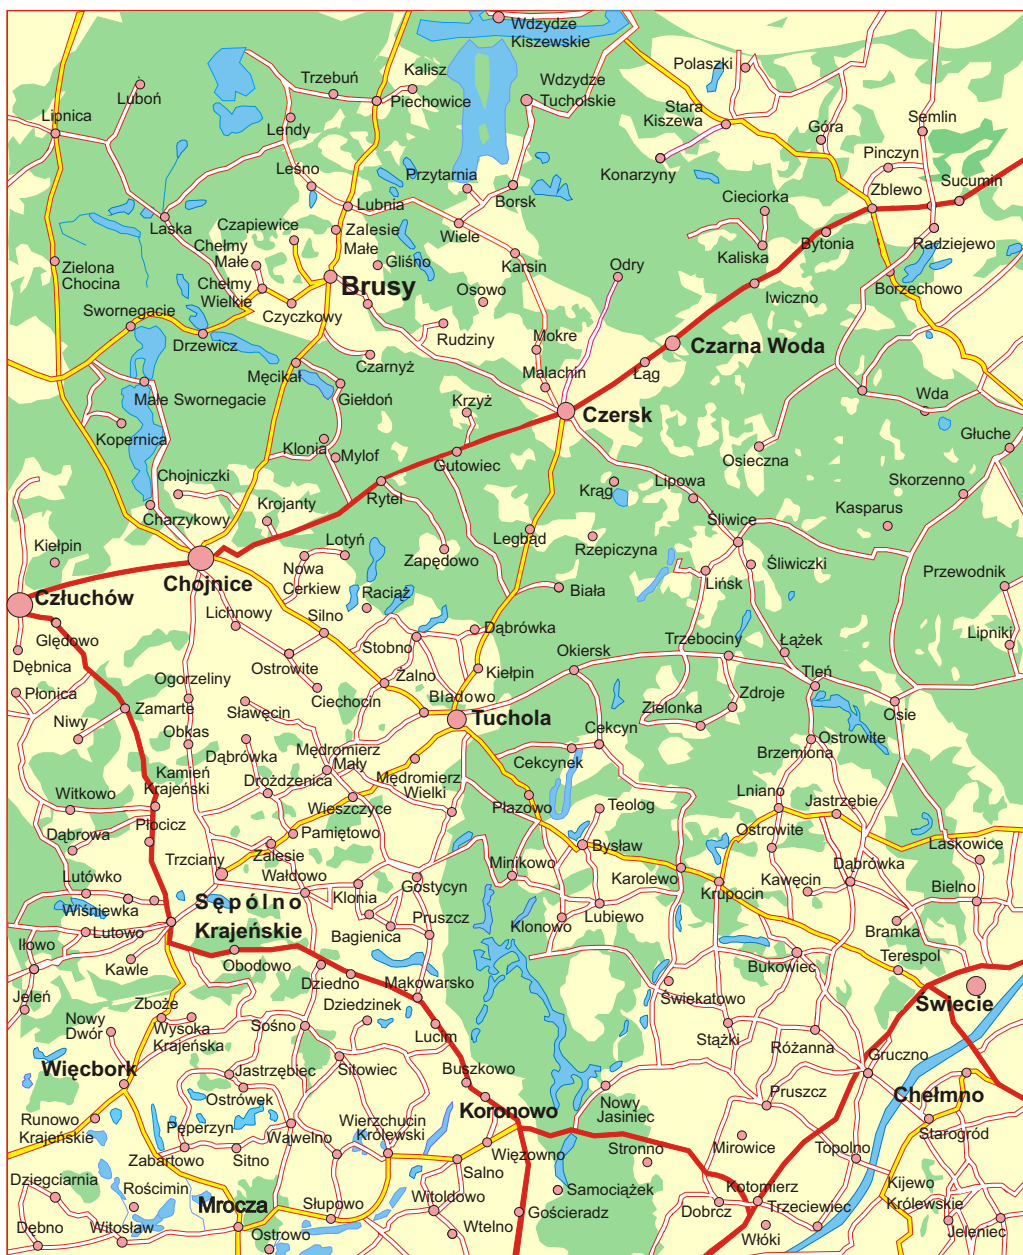 Wdzydze
Kiszewskie
Polaszki
Kalisz
Trzebuń
Luboń
Piechowice
Wdzydze
Tucholskie
Stara
Kiszewa
Lipnica
Lendy
Góra
Semlin
Pinczyn
Leśno
Przytarnia
Konarzyny
Cieciorka
Zblewo
Sucumin
Borsk
Lubnia
Laska
Czapiewice
Zalesie
Małe
Wiele
Chełmy
Małe
Gliśno
Karsin
Odry
Kaliska
Bytonia
Radziejewo
Zielona
Chocina
Chełmy
Wielkie
Brusy
Osowo
Iwiczno
Borzechowo
Swornegacie
Czyczkowy
Drzewicz
Rudziny
Mokre
Czarna Woda
Męcikał
Czarnyż
Malachin
Łąg
Małe Swornegacie
Giełdoń
Krzyż
Czersk
Wda
Kopernica
Klonia
Mylof
Gutowiec
Osieczna
Głuche
Chojniczki
Krojanty
Rytel
Krąg
Lipowa
Skorzenno
Charzykowy
Kasparus
Kiełpin
Lotyń
Legbąd
Śliwice
Zapędowo
Rzepiczyna
Chojnice
Nowa
Cerkiew
Raciąż
Biała
Lińsk
Śliwiczki
Przewodnik
Człuchów
Lichnowy
Silno
Ględowo
Dąbrówka
Trzebociny
Łążek
Lipniki
Stobno
Dębnica
Ostrowite
Okiersk
Żalno
Kiełpin
Tleń
Płonica
Ogorzeliny
Ciechocin
Bladowo
Zdroje
Zamarte
Sławęcin
Tuchola
Zielonka
Osie
Niwy
Obkas
Cekcyn
Ostrowite
Dąbrówka
Mędromierz
Mały
Brzemiona
Cekcynek
Kamień
Krajeński
Drożdzenica
Mędromierz
Wielki
Witkowo
Wieszczyce
Płazowo
Teolog
Lniano
Jastrzębie
Płocicz
Dąbrowa
Pamiętowo
Ostrowite
Bysław
Trzciany
Zalesie
Minikowo
Laskowice
Lutówko
Wałdowo
Karolewo
Dąbrówka
Gostycyn
Kawęcin
Krupocin
Bielno
Wiśniewka
Sępólno
Krajeńskie
Klonia
Pruszcz
Klonowo
Lubiewo
Bramka
Lutowo
Bagienica
Iłowo
Kawle
Obodowo
Bukowiec
Terespol
Dziedno
Makowarsko
Jeleń
Zboże
Dziedzinek
Świekatowo
Świecie
Nowy
Dwór
Wysoka
Krajeńska
Sośno
Lucim
Stążki
Różanna
Gruczno
Więcbork
Jastrzębiec
Sitowiec
Buszkowo
Ostrówek
Chełmno
Koronowo
Nowy
Jasiniec
Pruszcz
Runowo
Krajeńskie
Pęperzyn
Wąwelno
Wierzchucin
Królewski
Starogród
Więzowno
Mirowice
Zabartowo
Sitno
Stronno
Topolno
Salno
Dzięgciarnia
Rościmin
Samociążek
Kotomierz
Kijewo
Królewskie
Mrocza
Słupowo
Witoldowo
Gościeradz
Dobrcz
Trzeciewiec
Dębno
Witosław
Ostrowo
Wtelno
Włóki
Jeleniec